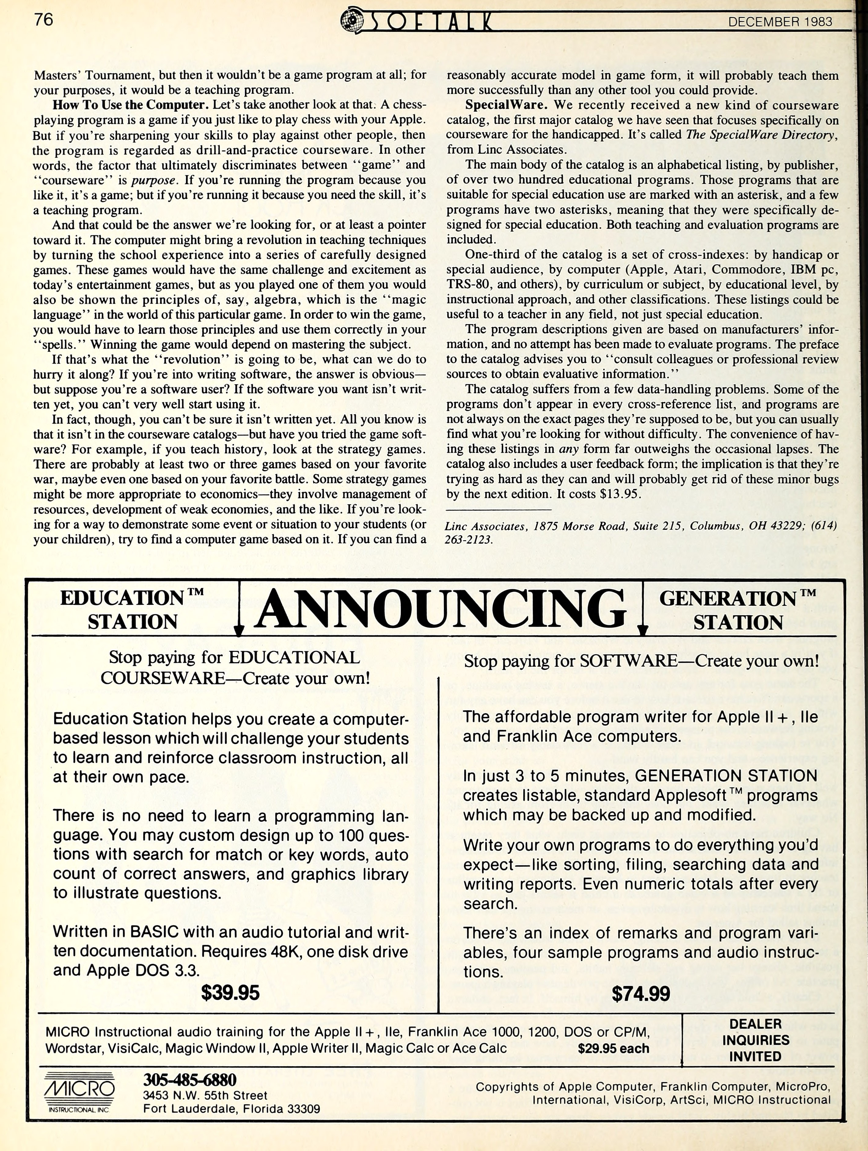 76
SOFTALK
DECEMBER 1983
Masters' Tournament, but then it wouldn't be a game program at all; for
your purposes, it would be a teaching program.
How To Use the Computer. Let's take another look at that. A chess-
playing program is a game if you just like to play chess with your Apple.
But if you're sharpening your skills to play against other people, then
the program is regarded as drill-and-practice courseware. In other
words, the factor that ultimately discriminates between "game" and
"courseware" is purpose. If you're running the program because you
like it, it's a game; but if you're running it because you need the skill, it's
a teaching program.
And that could be the answer we're looking for, or at least a pointer
toward it. The computer might bring a revolution in teaching techniques
by turning the school experience into a series of carefully designed
games. These games would have the same challenge and excitement as
today's entertainment games, but as you played one of them you would
also be shown the principles of, say, algebra, which is the "magic
language" in the world of this particular game. In order to win the game,
you would have to learn those principles and use them correctly in your
"spells." Winning the game would depend on mastering the subject.
If that's what the "revolution" is going to be, what can we do to
hurry it along? If you're into writing software, the answer is obvious—
but suppose you're a software user? If the software you want isn't writ-
ten yet, you can't very well start using it.
In fact, though, you can't be sure it isn't written yet. All you know is
that it isn't in the courseware catalogs—but have you tried the game soft-
ware? For example, if you teach history, look at the strategy games.
There are probably at least two or three games based on your favorite
war, maybe even one based on your favorite battle. Some strategy games
might be more appropriate to economics—they involve management of
resources, development of weak economies, and the like. If you're look-
ing for a way to demonstrate some event or situation to your students (or
your children), try to find a computer game based on it. If you can find a
reasonably accurate model in game form, it will probably teach them
more successfully than any other tool you could provide.
SpecialWare. We recently received a new kind of courseware
catalog, the first major catalog we have seen that focuses specifically on
courseware for the handicapped. It's called The SpecialWare Directory,
from Linc Associates.
The main body of the catalog is an alphabetical listing, by publisher,
of over two hundred educational programs. Those programs that are
suitable for special education use are marked with an asterisk, and a few
programs have two asterisks, meaning that they were specifically de-
signed for special education. Both teaching and evaluation programs are
included.
One-third of the catalog is a set of cross-indexes: by handicap or
special audience, by computer (Apple, Atari, Commodore, IBM pc,
TRS-80, and others), by curriculum or subject, by educational level, by
instructional approach, and other classifications. These listings could be
useful to a teacher in any field, not just special education.
The program descriptions given are based on manufacturers' infor-
mation, and no attempt has been made to evaluate programs. The preface
to the catalog advises you to "consult colleagues or professional review
sources to obtain evaluative information."
The catalog suffers from a few data-handling problems. Some of the
programs don't appear in every cross-reference list, and programs are
not always on the exact pages they're supposed to be, but you can usually
find what you're looking for without difficulty. The convenience of hav-
ing these listings in any form far outweighs the occasional lapses. The
catalog also includes a user feedback form; the implication is that they're
trying as hard as they can and will probably get rid of these minor bugs
by the next edition. It costs $13.95.
Linc Associates, 1875 Morse Road, Suite 215, Columbus, OH 43229; (614)
263-2123.
EDUCATION™
STATION
ANNOUNCING
GENERATION™
STATION
Stop paying for EDUCATIONAL
COURSEWARE—Create your own!
Education Station helps you create a computer-
based lesson which will challenge your students
to learn and reinforce classroom instruction, all
at their own pace.
There is no need to learn a programming lan-
guage. You may custom design up to 100 ques-
tions with search for match or key words, auto
count of correct answers, and graphics library
to illustrate questions.
Written in BASIC with an audio tutorial and writ-
ten documentation. Requires 48K, one disk drive
and Apple DOS 3.3.
$39.95
Stop paying for SOFTWARE—Create your own!
The affordable program writer for Apple II+, IIe
and Franklin Ace computers.
In just 3 to 5 minutes, GENERATION STATION
creates listable, standard Applesoft™ programs
which may be backed up and modified.
Write your own programs to do everything you'd
expect—like sorting, filing, searching data and
writing reports. Even numeric totals after every
search.
There's an index of remarks and program vari-
ables, four sample programs and audio instruc-
tions.
$74.99
MICRO Instructional audio training for the Apple II+, IIe, Franklin Ace 1000, 1200, DOS or CP/M,
Wordstar, VisiCalc, Magic Window II, Apple Writer II, Magic Calc or Ace Calc $29.95 each
DEALER
INQUIRIES
INVITED
MICRO
INSTRUCTIONAL INC
305-485-6880
3453 N.W. 55th Street
Fort Lauderdale, Florida 33309
Copyrights of Apple Computer, Franklin Computer, MicroPro,
International, VisiCorp, ArtSci, MICRO Instructional